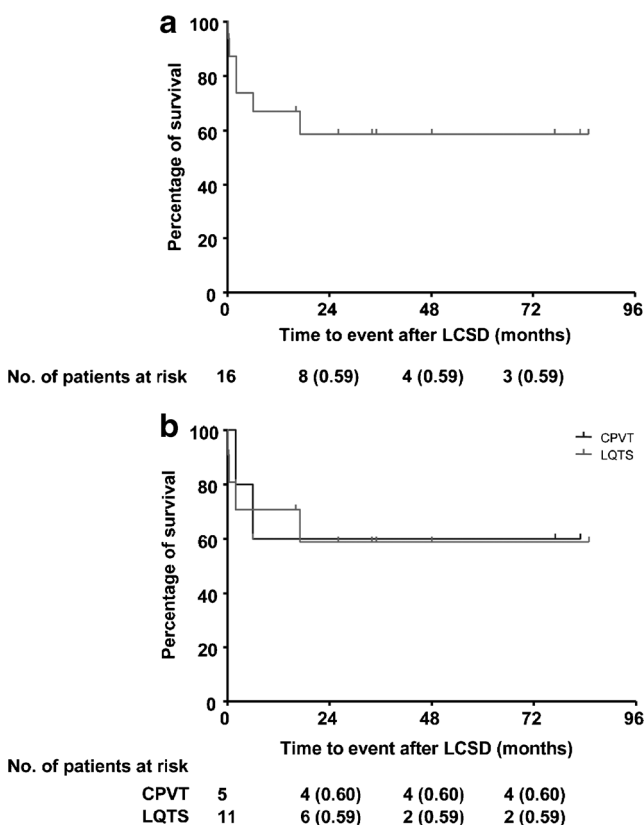 a
100
80
60
40
20
0
Percentage of survival
0 24 48 72 96
Time to event after LCSD (months)
No. of patients at risk 16 8 (0.59) 4 (0.59) 3 (0.59)
b
100
80
60
40
20
0
Percentage of survival
CPVT
LQTS
0 24 48 72 96
Time to event after LCSD (months)
No. of patients at risk
CPVT 5 4 (0.60) 4 (0.60) 4 (0.60)
LQTS 11 6 (0.59) 2 (0.59) 2 (0.59)